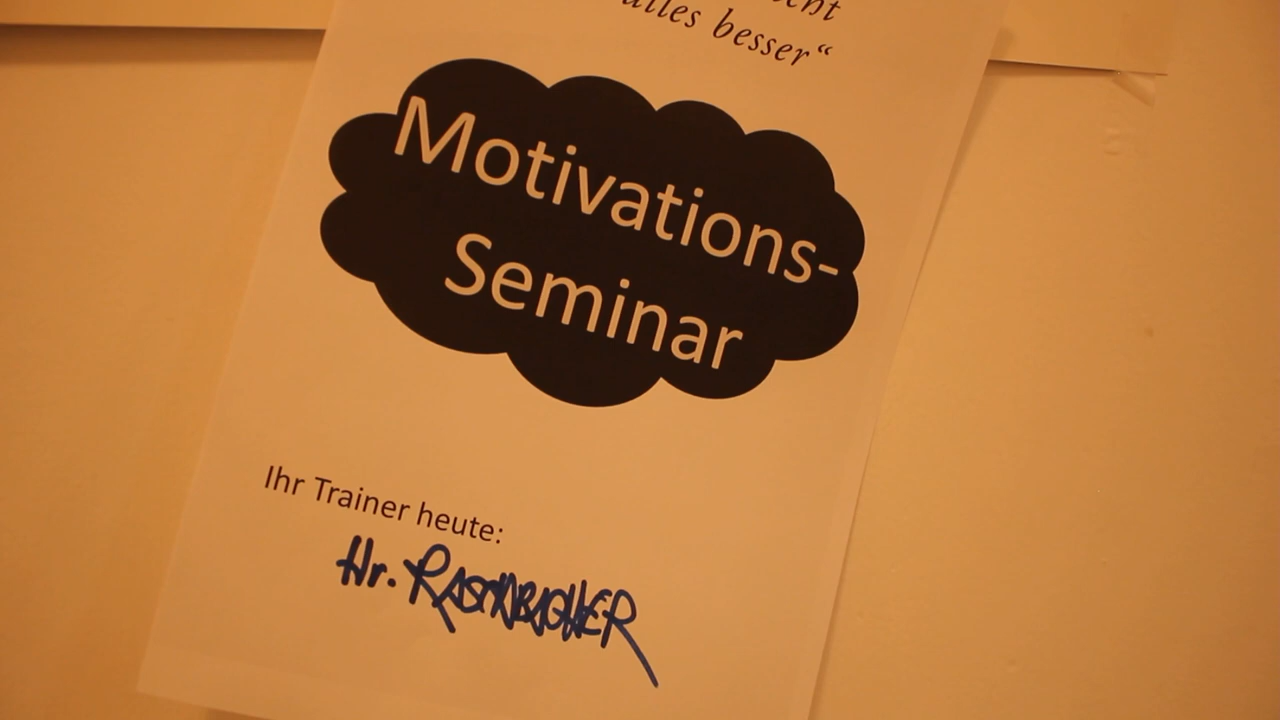 alles besser“
Motivations-
Seminar
Ihr Trainer heute:
Hr.